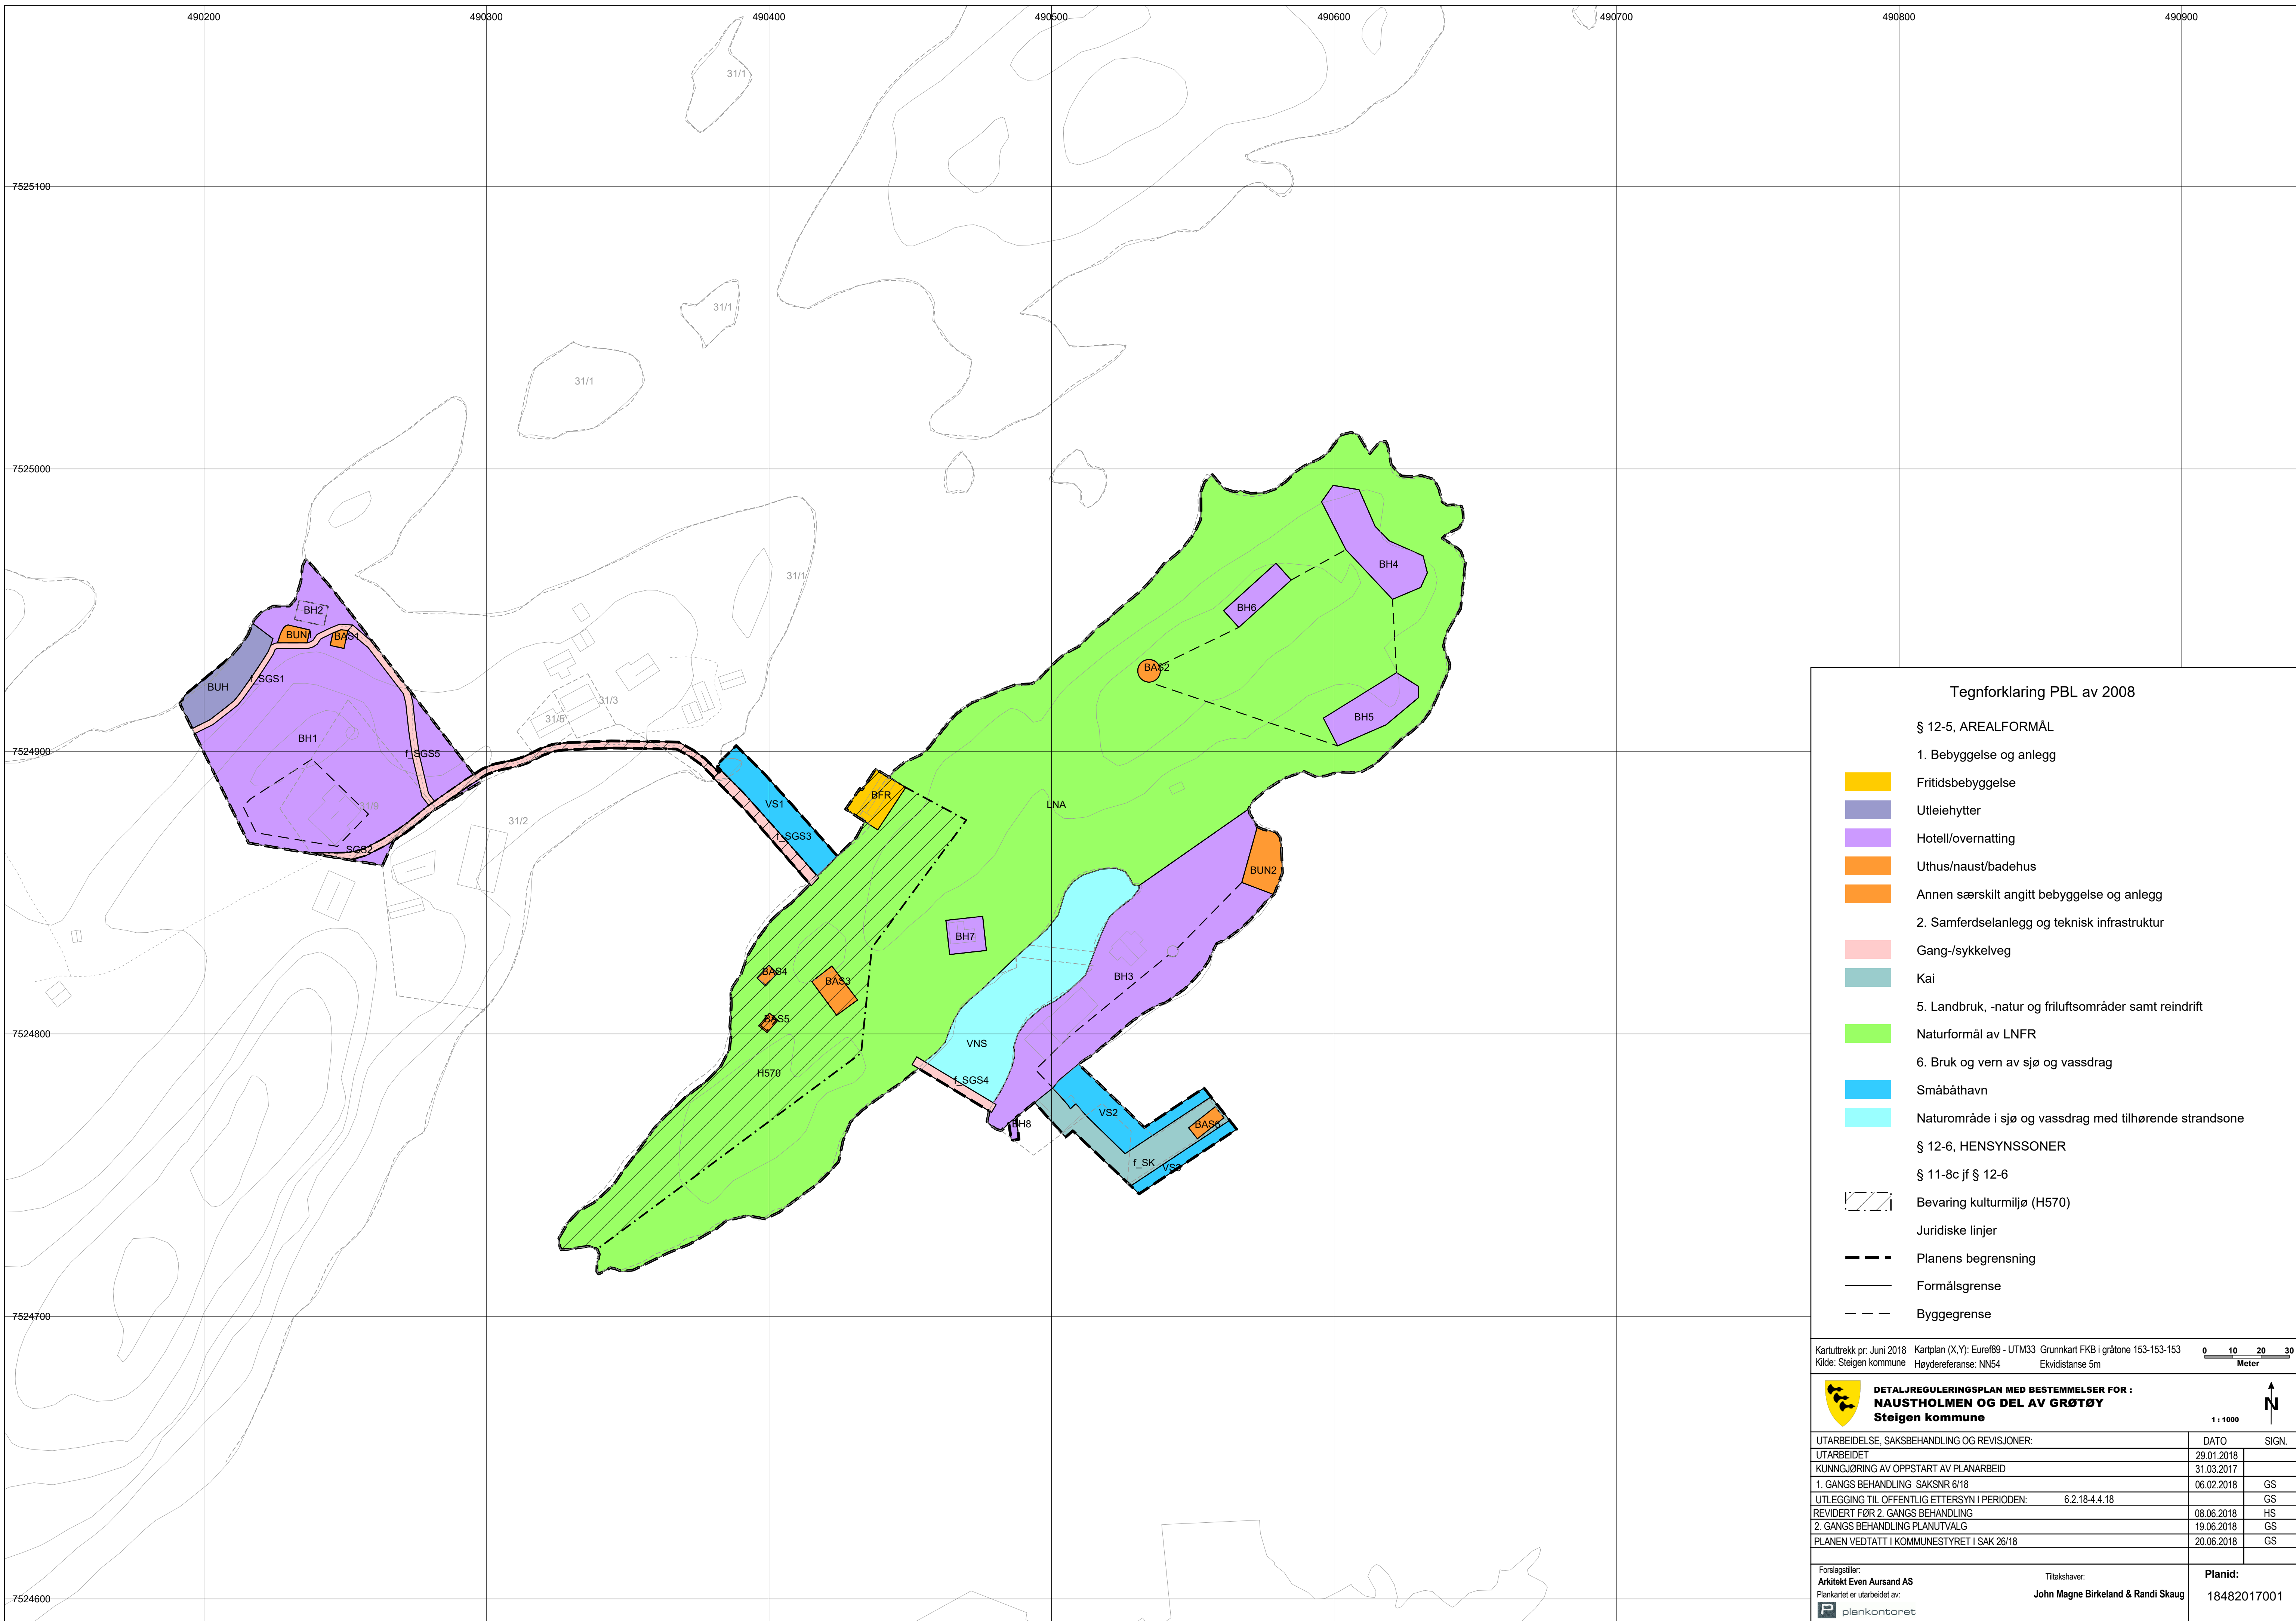 490200 490300 490400 490500 490600 490700 490800 490900
31/1
7525100
31/1
31/1
7525000
31/1
BH4
BH2
BH6
BUN1
BAS1
BAS2
f_SGS1
BUH
31/3
31/5
BH5
BH1
7524900
f_SGS5
BFR
VS1
LNA
31/9
31/2
f_SGS3
SGS2
BUN2
BH7
BAS4
BH3
BAS3
BAS5
7524800
VNS
H570
f_SGS4
VS2
BH8
BAS6
f_SK
VS3
7524700
7524600
Tegnforklaring PBL av 2008
§ 12-5, AREALFORMÅL
1. Bebyggelse og anlegg
Fritidsbebyggelse
Utleiehytter
Hotell/overnatting
Uthus/naust/badehus
Annen særskilt angitt bebyggelse og anlegg
2. Samferdselanlegg og teknisk infrastruktur
Gang-/sykkelveg
Kai
5. Landbruk, -natur og friluftsområder samt reindrift
Naturformål av LNFR
6. Bruk og vern av sjø og vassdrag
Småbåthavn
Naturområde i sjø og vassdrag med tilhørende strandsone
§ 12-6, HENSYNSSONER
§ 11-8c jf § 12-6
Bevaring kulturmiljø (H570)
Juridiske linjer
Planens begrensning
Formålsgrense
Byggegrense
Kartuttrekk pr: Juni 2018 Kartplan (X,Y): Euref89 - UTM33 Grunnkart FKB i gråtone 153-153-153 0 10 20 30
Kilde: Steigen kommune Høydereferanse: NN54 Ekvidistanse 5m Meter
DETALJREGULERINGSPLAN MED BESTEMMELSER FOR :
NAUSTHOLMEN OG DEL AV GRØTØY
Steigen kommune 1 : 1000 N
UTARBEIDELSE, SAKSBEHANDLING OG REVISJONER: DATO SIGN.
UTARBEIDET 29.01.2018
KUNNGJØRING AV OPPSTART AV PLANARBEID 31.03.2017
1. GANGS BEHANDLING SAKSNR 6/18 06.02.2018 GS
UTLEGGING TIL OFFENTLIG ETTERSYN I PERIODEN: 6.2.18-4.4.18 GS
REVIDERT FØR 2. GANGS BEHANDLING 08.06.2018 HS
2. GANGS BEHANDLING PLANUTVALG 19.06.2018 GS
PLANEN VEDTATT I KOMMUNESTYRET I SAK 26/18 20.06.2018 GS
Forslagstiller: Tiltakshaver: Planid:
Arkitekt Even Aursand AS
Plankartet er utarbeidet av: John Magne Birkeland & Randi Skaug 18482017001
P plankontoret